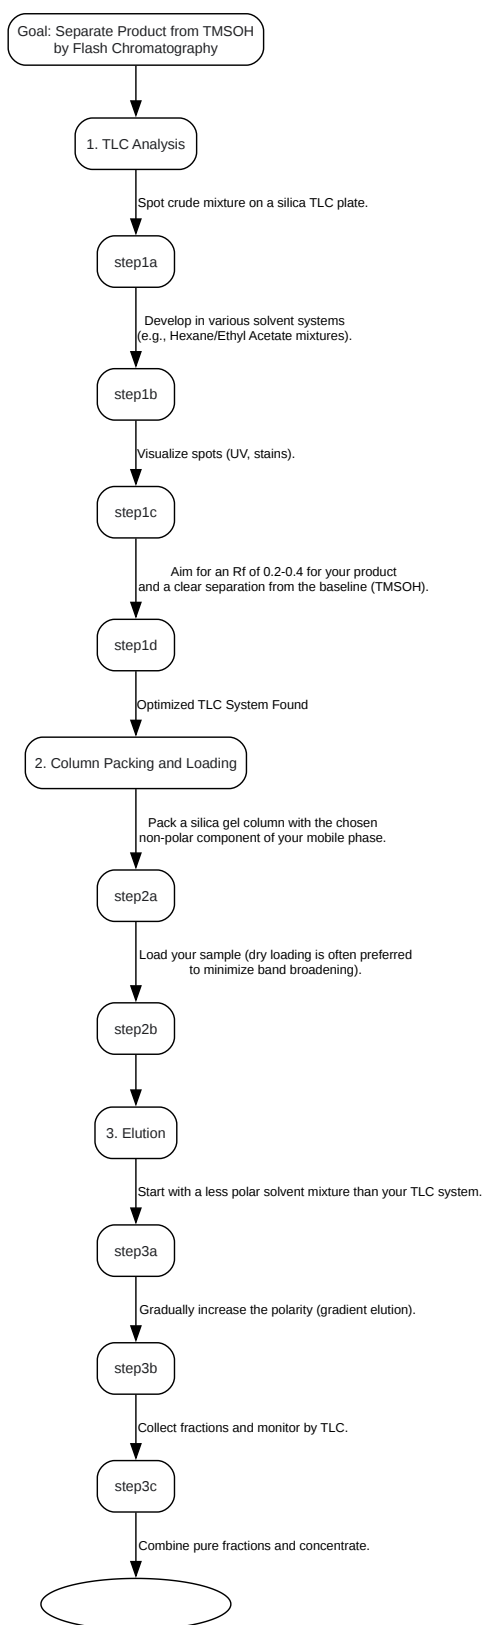 Goal: Separate Product from TMSOH
by Flash Chromatography
1. TLC Analysis
Spot crude mixture on a silica TLC plate.
step1a
Develop in various solvent systems
(e.g., Hexane/Ethyl Acetate mixtures).
step1b
Visualize spots (UV, stains).
step1c
Aim for an Rf of 0.2-0.4 for your product
and a clear separation from the baseline (TMSOH).
step1d
Optimized TLC System Found
2. Column Packing and Loading
Pack a silica gel column with the chosen
non-polar component of your mobile phase.
step2a
Load your sample (dry loading is often preferred
to minimize band broadening).
step2b
3. Elution
Start with a less polar solvent mixture than your TLC system.
step3a
Gradually increase the polarity (gradient elution).
step3b
Collect fractions and monitor by TLC.
step3c
Combine pure fractions and concentrate.